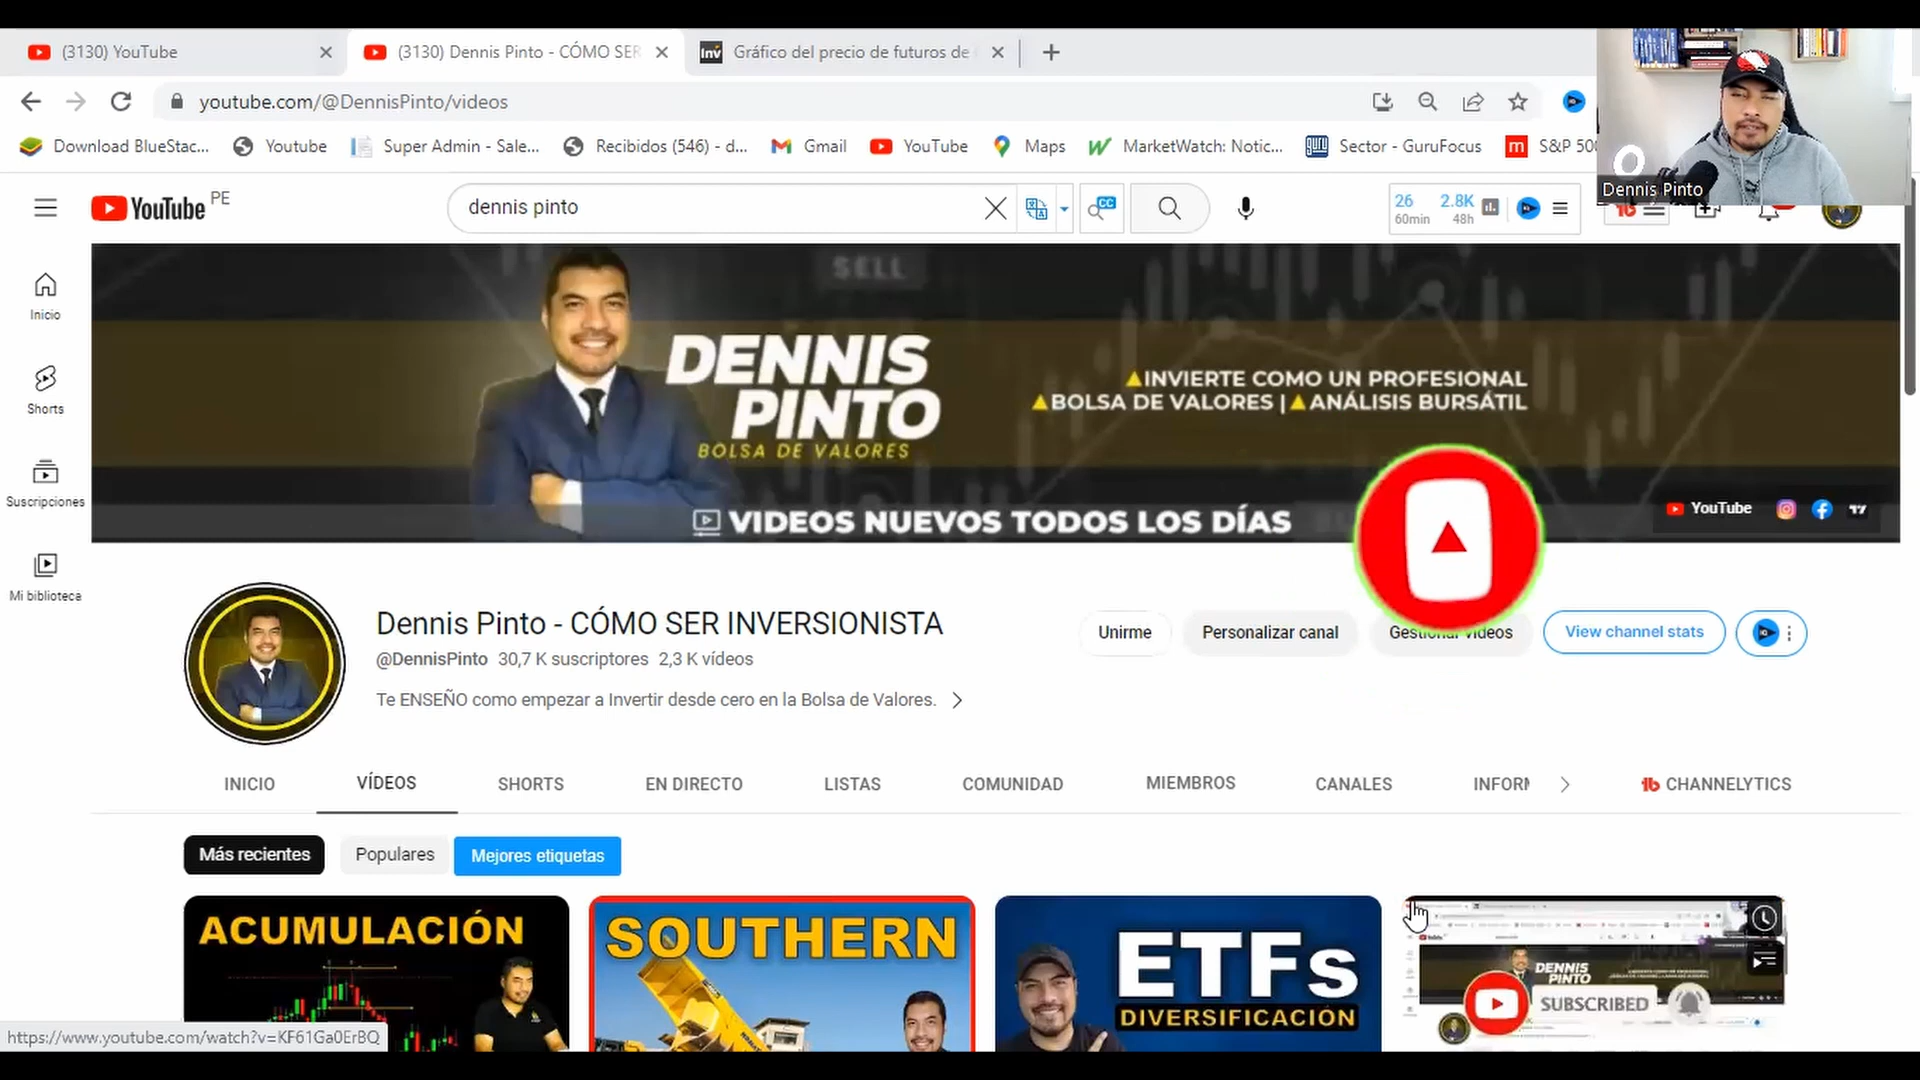 (3130) YouTube
(3130) Dennis Pinto - CÓMO SER
Gráfico del precio de futuros de
youtube.com/@DennisPinto/videos
Download BlueStac...
Youtube
Super Admin - Sale...
Recibidos (546) - d...
Gmail
YouTube
Maps
MarketWatch: Notic...
Sector - GuruFocus
S&P 500
Dennis Pinto
YouTube PE
dennis pinto
CC
26
60min
2.8K
48h
SELL
DENNIS
PINTO
BOLSA DE VALORES
INVIERTE COMO UN PROFESIONAL
BOLSA DE VALORES | ANÁLISIS BURSÁTIL
VIDEOS NUEVOS TODOS LOS DÍAS
YouTube
Inicio
Shorts
Suscripciones
Mi biblioteca
Dennis Pinto - CÓMO SER INVERSIONISTA
@DennisPinto 30,7 K suscriptores 2,3 K vídeos
Te ENSEÑO como empezar a Invertir desde cero en la Bolsa de Valores.
Unirme
Personalizar canal
Gestionar vídeos
View channel stats
INICIO
VÍDEOS
SHORTS
EN DIRECTO
LISTAS
COMUNIDAD
MIEMBROS
CANALES
INFORM
CHANNELYTICS
Más recientes
Populares
Mejores etiquetas
ACUMULACIÓN
SOUTHERN
ETFs
DIVERSIFICACIÓN
DENNIS
PINTO
SUBSCRIBED
https://www.youtube.com/watch?v=KF61Ga0ErBQ